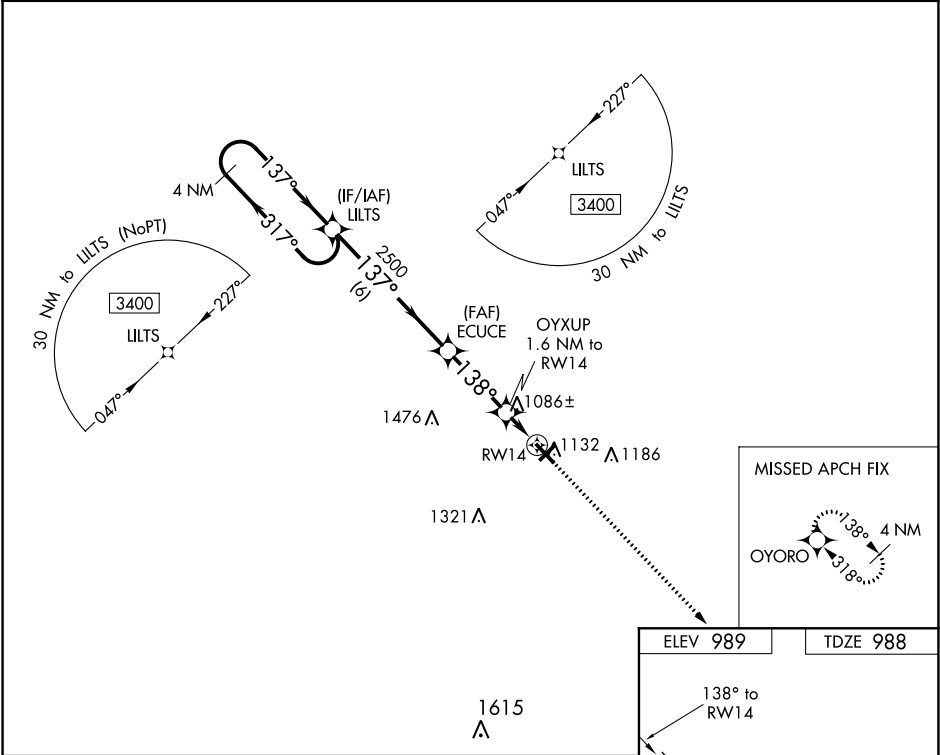 227°
LILTS
047°
3400
30 NM to LILTS
4 NM
137°
317°
(IF/IAF)
LILTS
2500
137°
(6)
30 NM to LILTS (NoPT)
3400
227°
LILTS
047°
(FAF)
ECUCE
OYXUP
1.6 NM to
RW14
138°
1086±
1476
RW14
1132
1186
1321
MISSED APCH FIX
138°
4 NM
OYORO
318°
ELEV 989
TDZE 988
138° to
RW14
1615